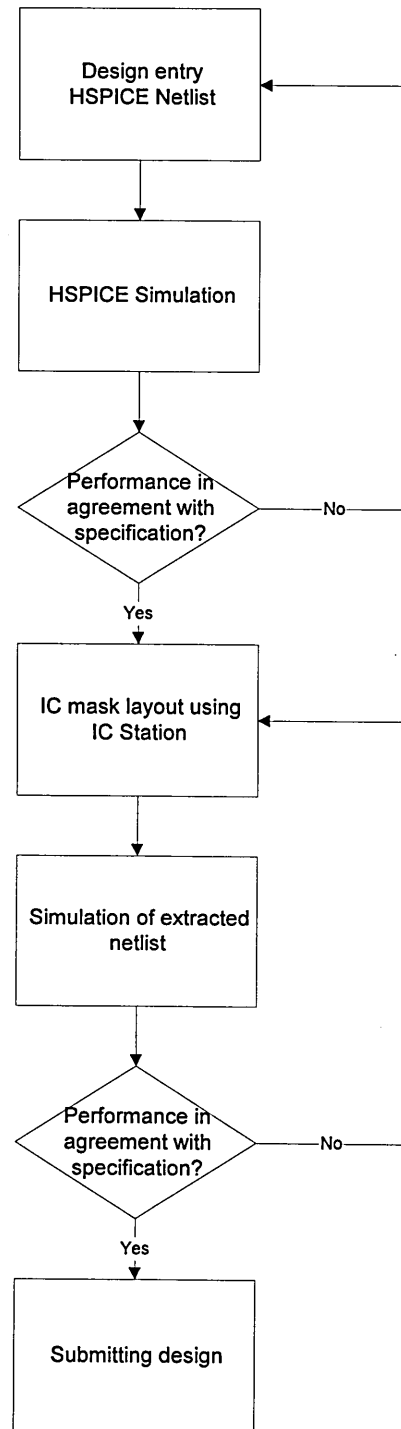 Design entry
HSPICE Netlist
HSPICE Simulation
Performance in
agreement with
specification?
No
Yes
IC mask layout using
IC Station
Simulation of extracted
netlist
Performance in
agreement with
specification?
No
Yes
Submitting design